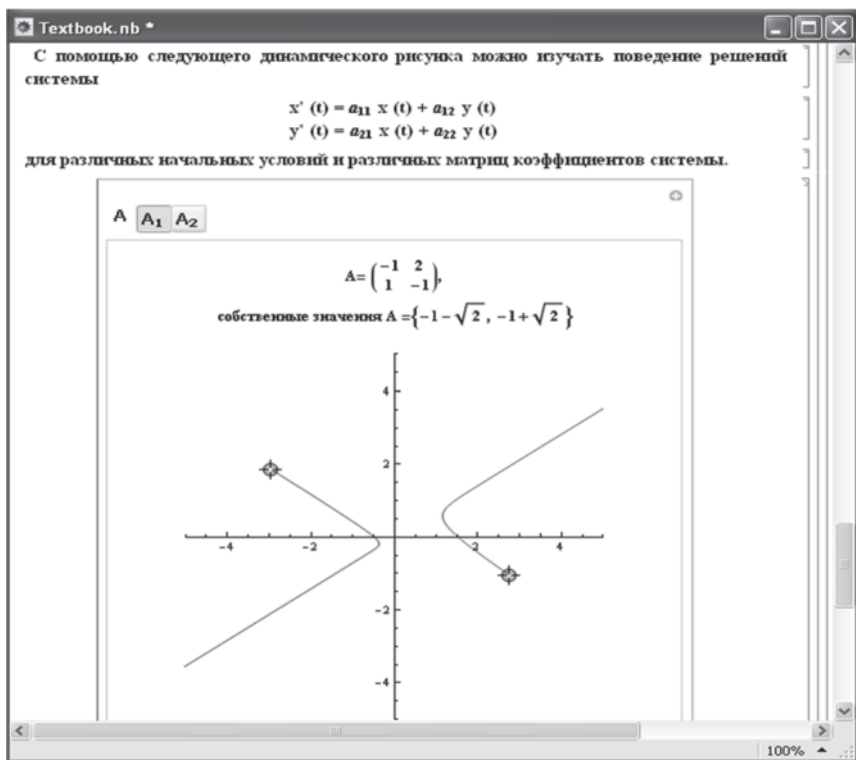 Textbook.nb *
С помощью следующего динамического рисунка можно изучать поведение решений
системы
x' (t) = a11 x (t) + a12 y (t)
y' (t) = a21 x (t) + a22 y (t)
для различных начальных условий и различных матриц коэффициентов системы.
A A1 A2
A= (-1 2
1 -1),
собственные значения A ={-1-√2 , -1+√2 }
4
2
-4 -2 2 4
-2
-4
100%